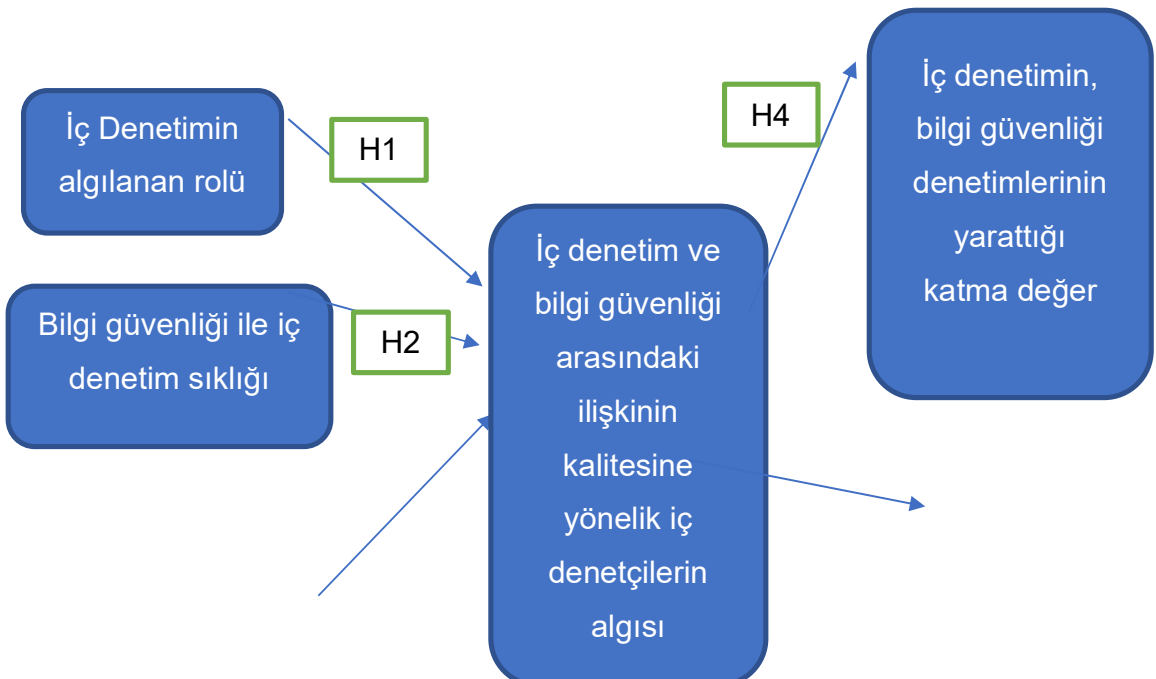 İç Denetimin
algılanan rolü
H1
Bilgi güvenliği ile iç
denetim sıklığı
H2
İç denetim ve
bilgi güvenliği
arasındaki
ilişkinin
kalitesine
yönelik iç
denetçilerin
algısı
H4
İç denetimin,
bilgi güvenliği
denetimlerinin
yarattığı
katma değer